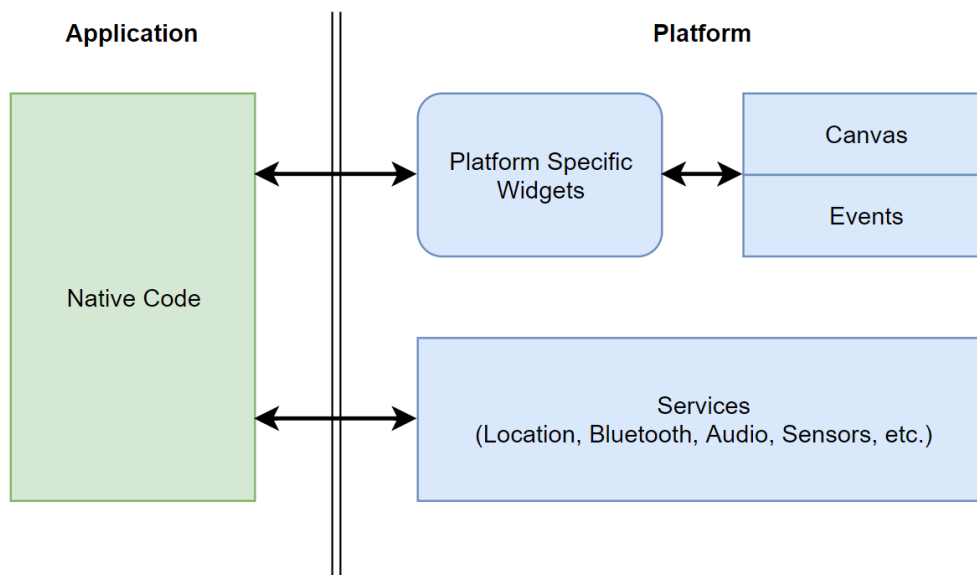 Application
Platform
Native Code
Platform Specific
Widgets
Canvas
Events
Services
(Location, Bluetooth, Audio, Sensors, etc.)